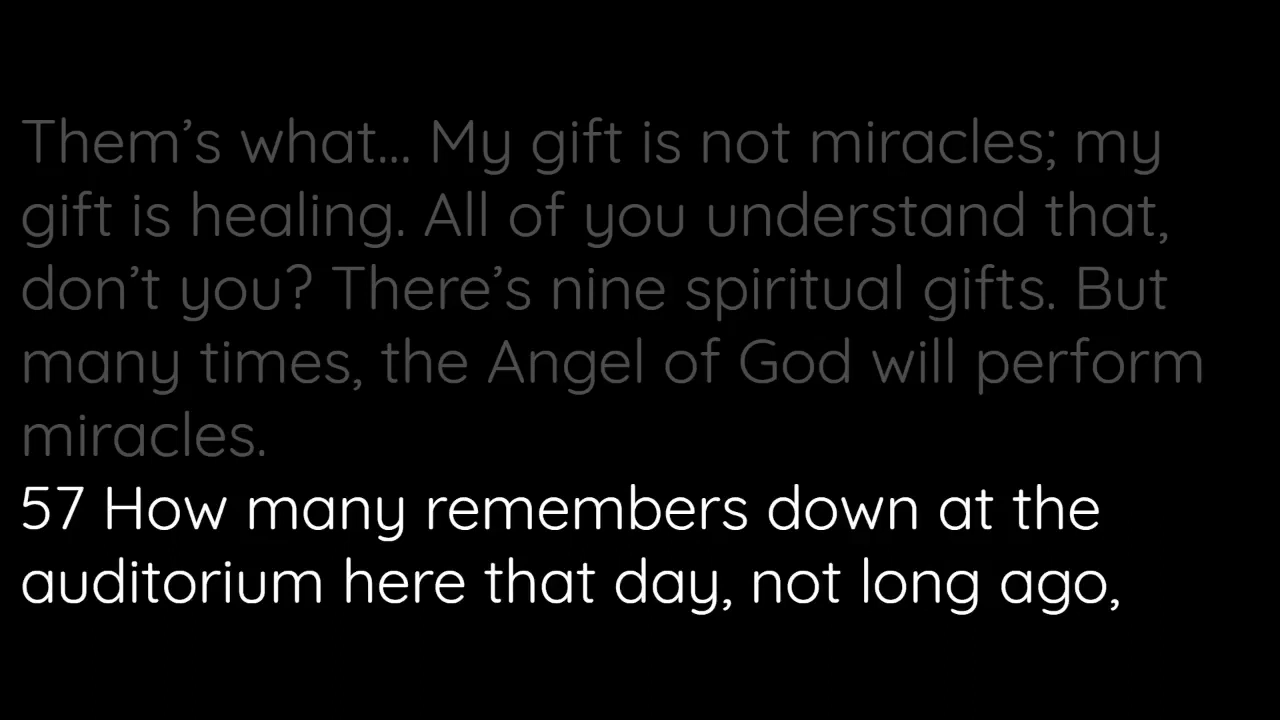 Them’s what... My gift is not miracles; my
gift is healing. All of you understand that,
don’t you? There’s nine spiritual gifts. But
many times, the Angel of God will perform
miracles.
57 How many remembers down at the
auditorium here that day, not long ago,